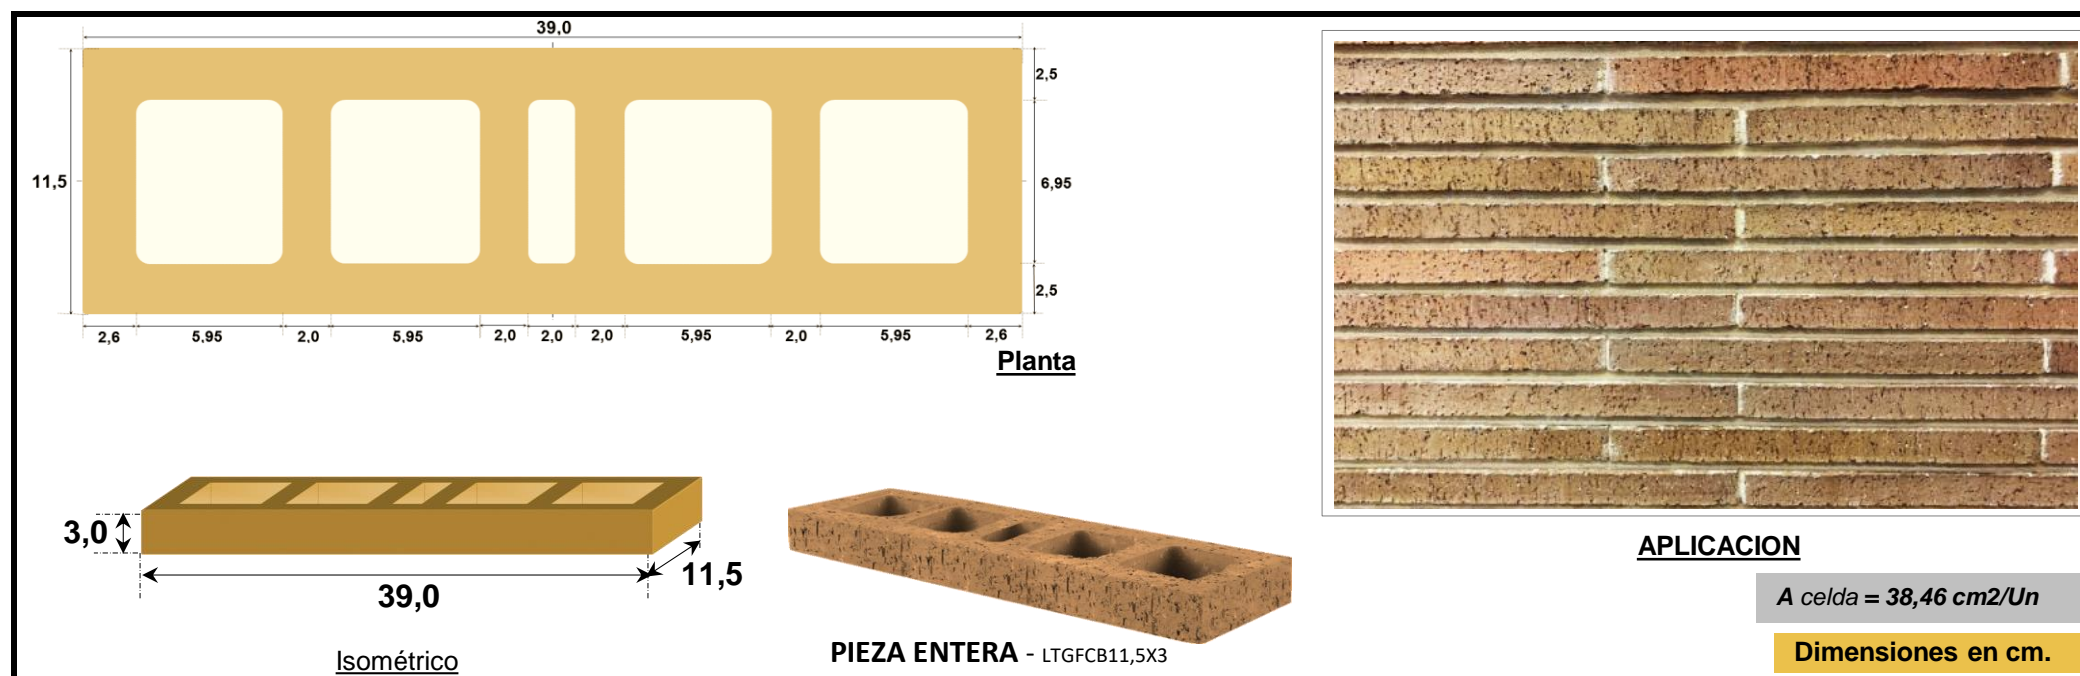 39,0
2,5
11,5
6,95
2,5
2,6 5,95 2,0 5,95 2,0 2,0 2,0 5,95 2,0 5,95 2,6
Planta
3,0
39,0
11,5
Isométrico
PIEZA ENTERA - LTGFCB11,5X3
APLICACION
A celda = 38,46 cm2/Un
Dimensiones en cm.